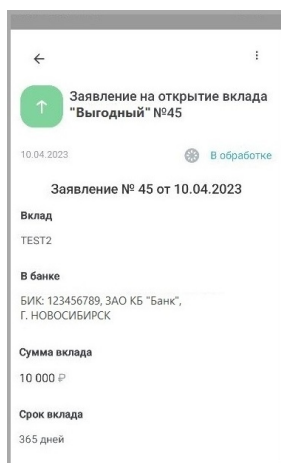 Заявление на открытие вклада
"Выгодный" №45
10.04.2023
В обработке
Заявление № 45 от 10.04.2023
Вклад
TEST2
В банке
БИК: 123456789, ЗАО КБ "Банк",
Г. НОВОСИБИРСК
Сумма вклада
10 000 ₽
Срок вклада
365 дней